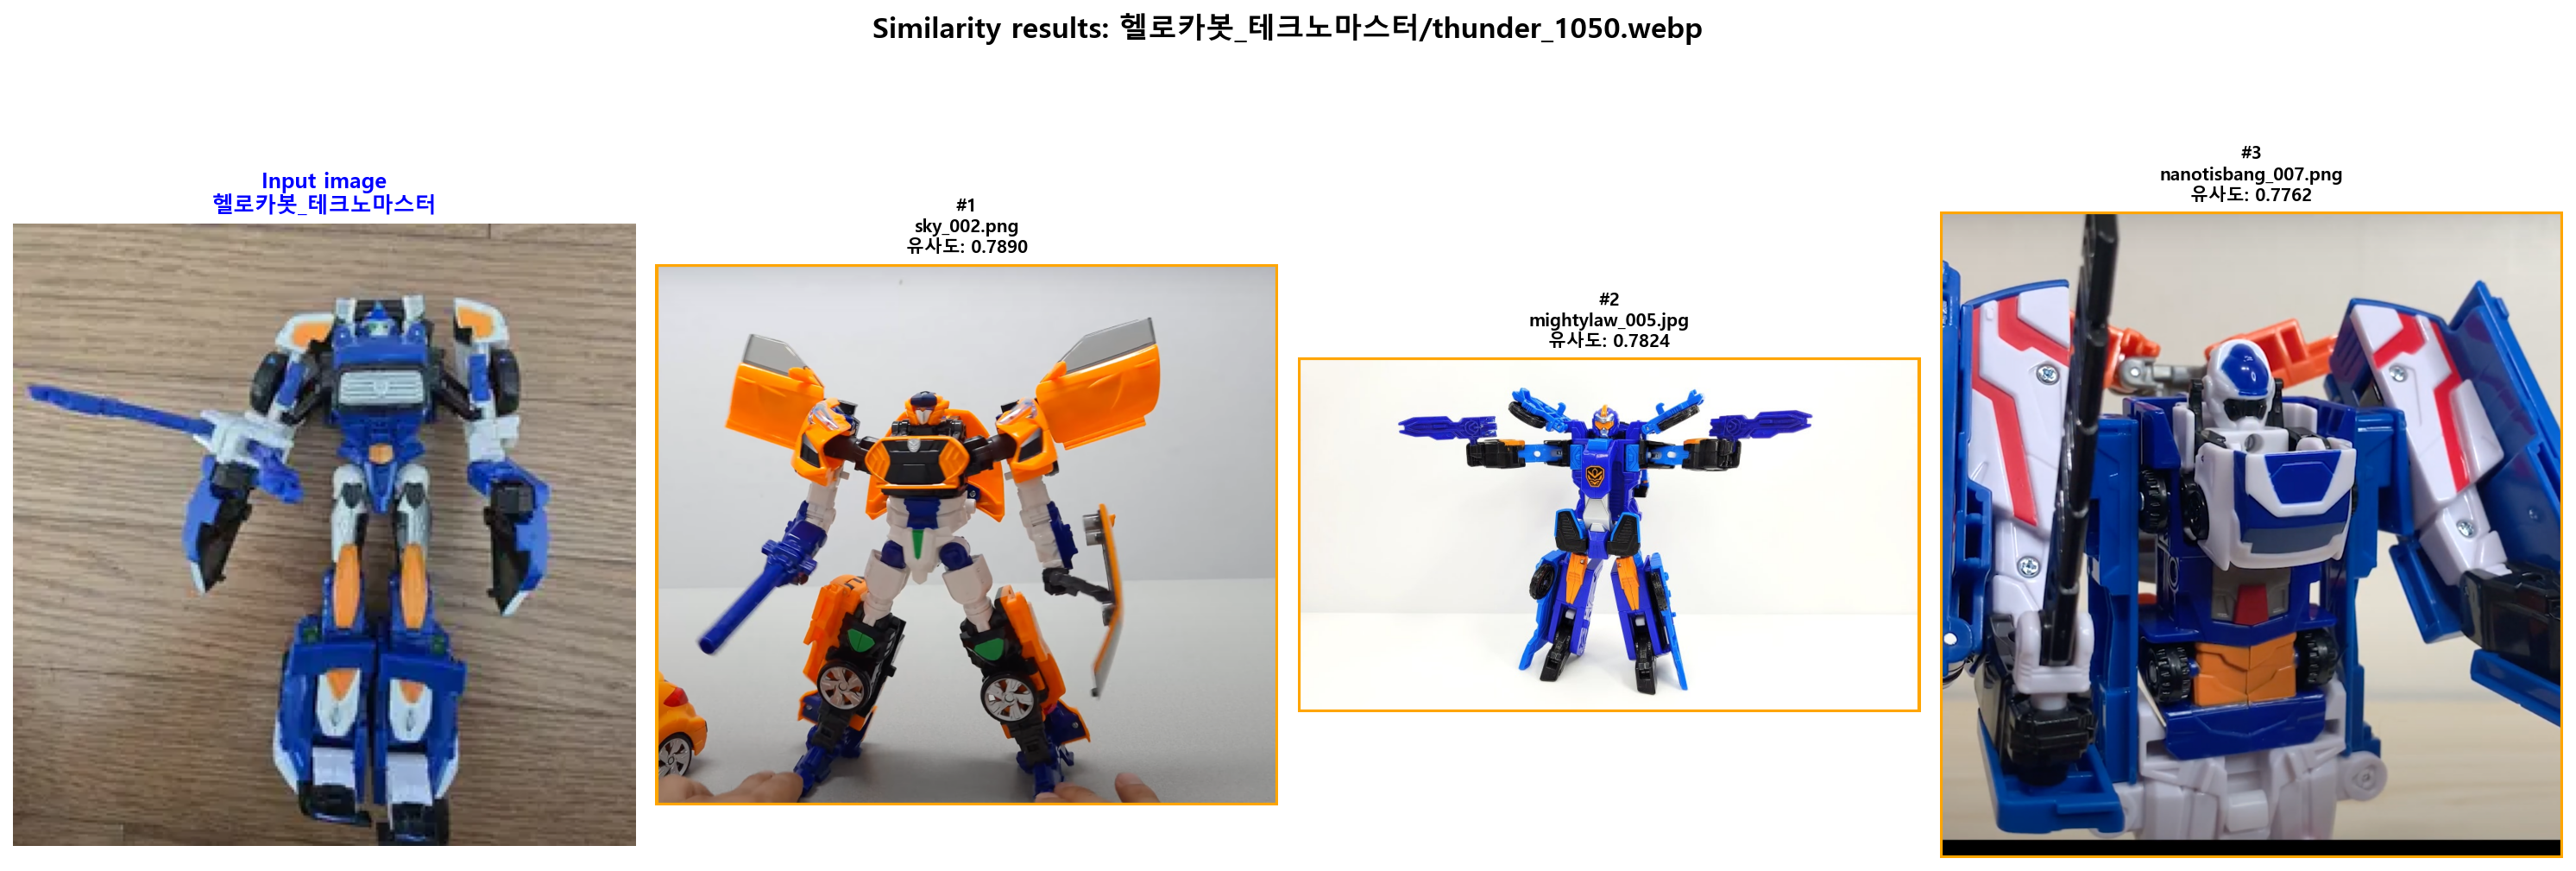 Similarity results: 헬로카봇_테크노마스터/thunder_1050.webp
Input image
헬로카봇_테크노마스터
#1
sky_002.png
유사도: 0.7890
#2
mightylaw_005.jpg
유사도: 0.7824
#3
nanotisbang_007.png
유사도: 0.7762